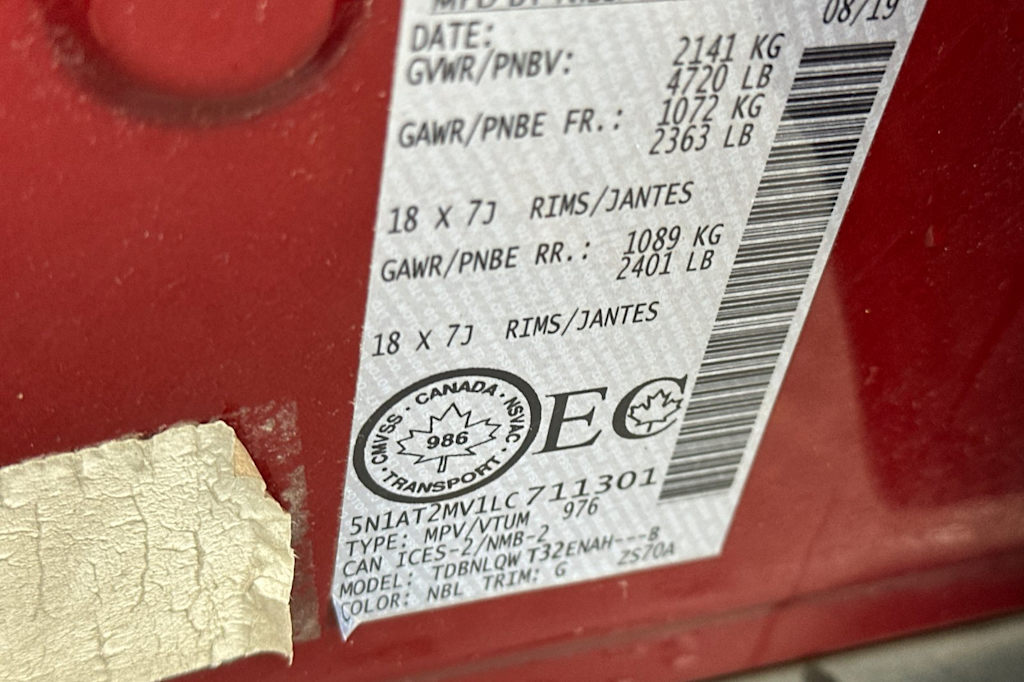 08/19
DATE:
GVWR/PNBV: 2141 KG
4720 LB
GAWR/PNBE FR.: 1072 KG
2363 LB
18 X 7J RIMS/JANTES
GAWR/PNBE RR.: 1089 KG
2401 LB
18 X 7J RIMS/JANTES
CANADA · NSVAC · TRANSPORT · CMVSS ·
986
EC
5N1AT2MV1LC711301
TYPE: MPV/VTUM 976
CAN ICES-2/NMB-2
MODEL: TDBNLQWT32ENAH---8
COLOR: NBL TRIM: G ZS70A